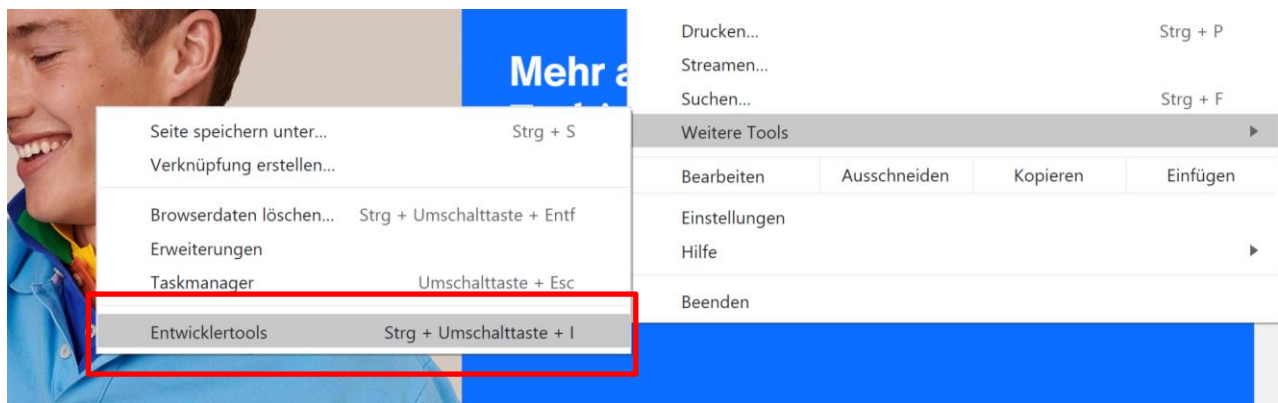 Mehr
Drucken... Strg + P
Streamen...
Suchen... Strg + F
Weitere Tools
Bearbeiten Ausschneiden Kopieren Einfügen
Einstellungen
Hilfe
Beenden
Seite speichern unter... Strg + S
Verknüpfung erstellen...
Browserdaten löschen... Strg + Umschalttaste + Entf
Erweiterungen
Taskmanager Umschalttaste + Esc
Entwicklertools Strg + Umschalttaste + I